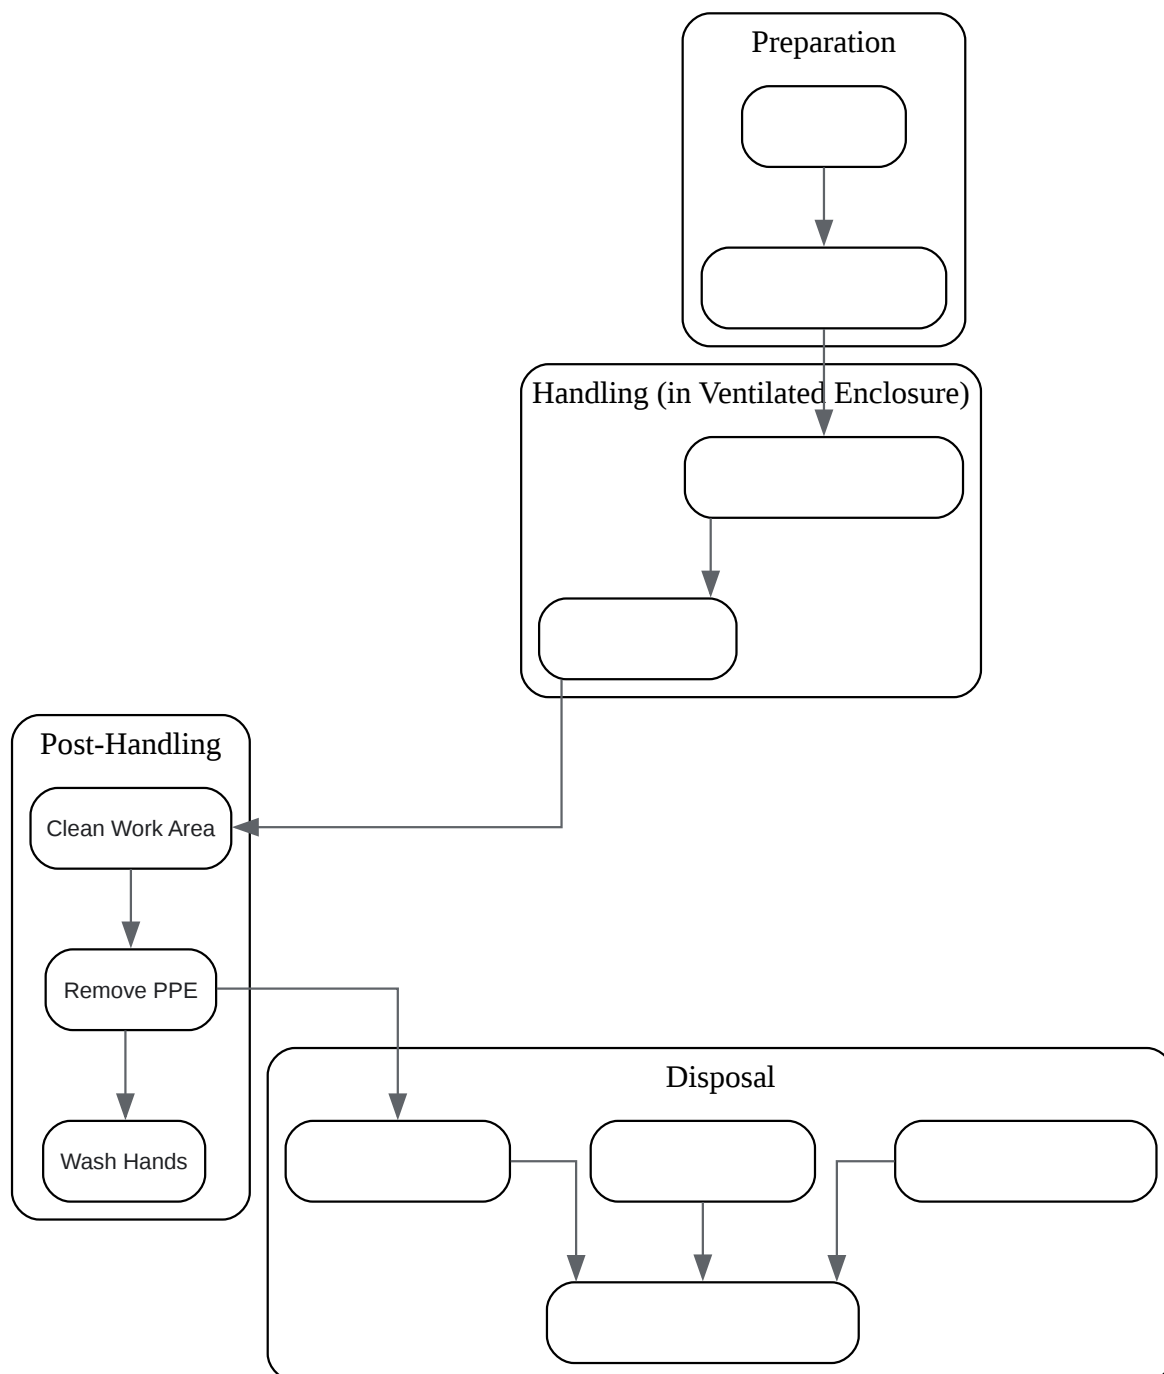 Preparation
Handling (in Ventilated Enclosure)
Post-Handling
Clean Work Area
Remove PPE
Wash Hands
Disposal